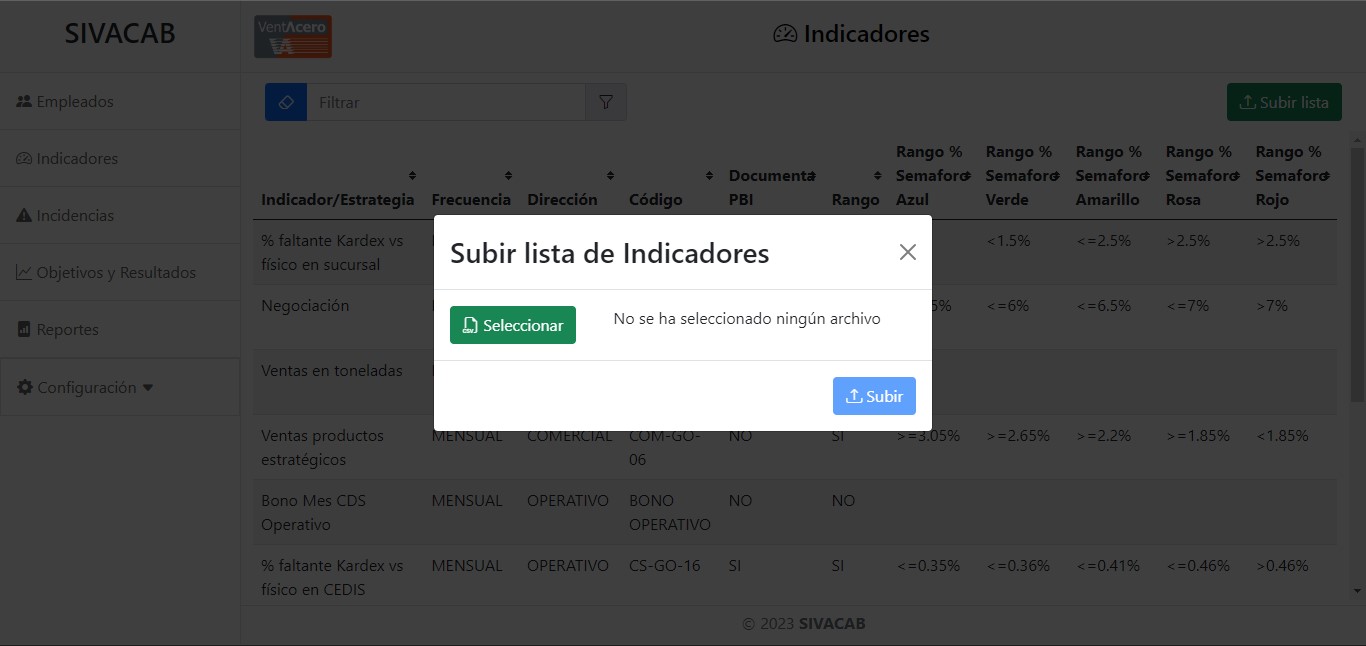 SIVACAB
VentAcero
VA
Indicadores
Empleados
Indicadores
Incidencias
Objetivos y Resultados
Reportes
Configuración
Filtrar
Subir lista
Indicador/Estrategia
Frecuencia
Dirección
Código
Documenta PBI
Rango
Rango % Semaforo Azul
Rango % Semaforo Verde
Rango % Semaforo Amarillo
Rango % Semaforo Rosa
Rango % Semaforo Rojo
% faltante Kardex vs físico en sucursal <1.5% <=2.5% >2.5% >2.5%
Negociación 5% <=6% <=6.5% <=7% >7%
Ventas en toneladas
Subir lista de Indicadores
CSV
Seleccionar
No se ha seleccionado ningún archivo
Subir
Ventas productos estratégicos MENSUAL COMERCIAL COM-GO-06 NO SI >=3.05% >=2.65% >=2.2% >=1.85% <1.85%
Bono Mes CDS Operativo MENSUAL OPERATIVO BONO OPERATIVO NO NO
% faltante Kardex vs físico en CEDIS MENSUAL OPERATIVO CS-GO-16 SI SI <=0.35% <=0.36% <=0.41% <=0.46% >0.46%
© 2023 SIVACAB